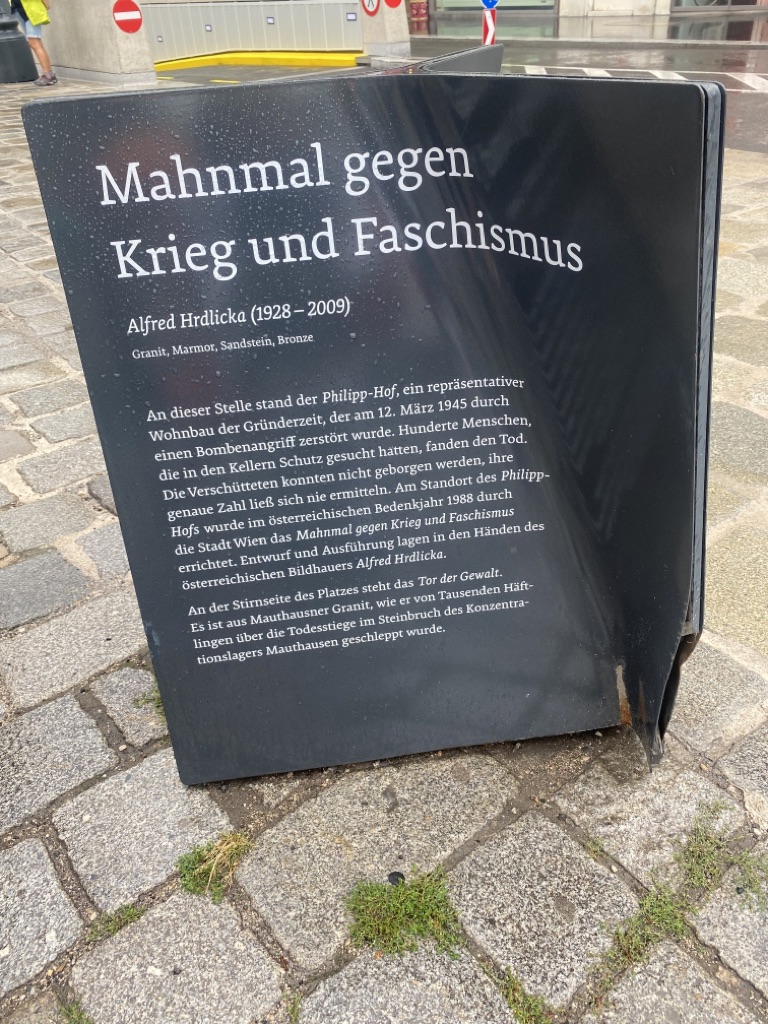 Mahnmal gegen
Krieg und Faschismus
Alfred Hrdlicka (1928 – 2009)
Granit, Marmor, Sandstein, Bronze
An dieser Stelle stand der Philipp-Hof, ein repräsentativer
Wohnbau der Gründerzeit, der am 12. März 1945 durch
einen Bombenangriff zerstört wurde. Hunderte Menschen,
die in den Kellern Schutz gesucht hatten, fanden den Tod.
Die Verschütteten konnten nicht geborgen werden, ihre
genaue Zahl ließ sich nie ermitteln. Am Standort des Philipp-
Hofs wurde im österreichischen Bedenkjahr 1988 durch
die Stadt Wien das Mahnmal gegen Krieg und Faschismus
errichtet. Entwurf und Ausführung lagen in den Händen des
österreichischen Bildhauers Alfred Hrdlicka.
An der Stirnseite des Platzes steht das Tor der Gewalt.
Es ist aus Mauthausner Granit, wie er von Tausenden Häft-
lingen über die Todesstiege im Steinbruch des Konzentra-
tionslagers Mauthausen geschleppt wurde.